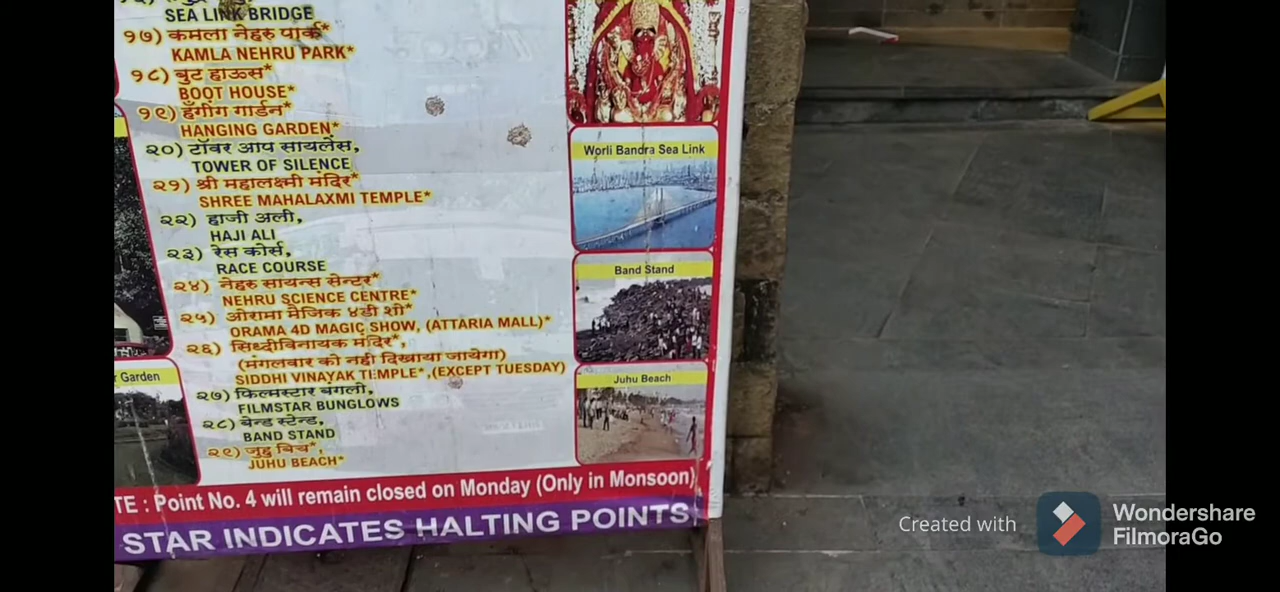 SEA LINK BRIDGE
१७) कमला नेहरु पार्क*
KAMLA NEHRU PARK*
१८) बुट हाऊस*
BOOT HOUSE*
१९) हँगींग गार्डन*
HANGING GARDEN*
२०) टॉवर आप सायलेंस,
TOWER OF SILENCE
२१) श्री महालक्ष्मी मंदिर*
SHREE MAHALAXMI TEMPLE*
२२) हाजी अली,
HAJI ALI
२३) रेस कोर्स,
RACE COURSE
२४) नेहरु सायन्स सेन्टर*
NEHRU SCIENCE CENTRE*
२५) ओरामा मैजिक ४डी शो*
ORAMA 4D MAGIC SHOW, (ATTARIA MALL)*
२६) सिध्दीविनायक मंदिर*,
(मंगलवार को नही दिखाया जायेगा)
SIDDHI VINAYAK TEMPLE*,(EXCEPT TUESDAY)
२७) फिल्मस्टार बंगलो,
FILMSTAR BUNGLOWS
२८) बेन्ड स्टेन्ड,
BAND STAND
२९) जुहु बिच*,
JUHU BEACH*
Worli Bandra Sea Link
Band Stand
Juhu Beach
Garden
TE : Point No. 4 will remain closed on Monday (Only in Monsoon)
STAR INDICATES HALTING POINTS
Created with
Wondershare
FilmoraGo